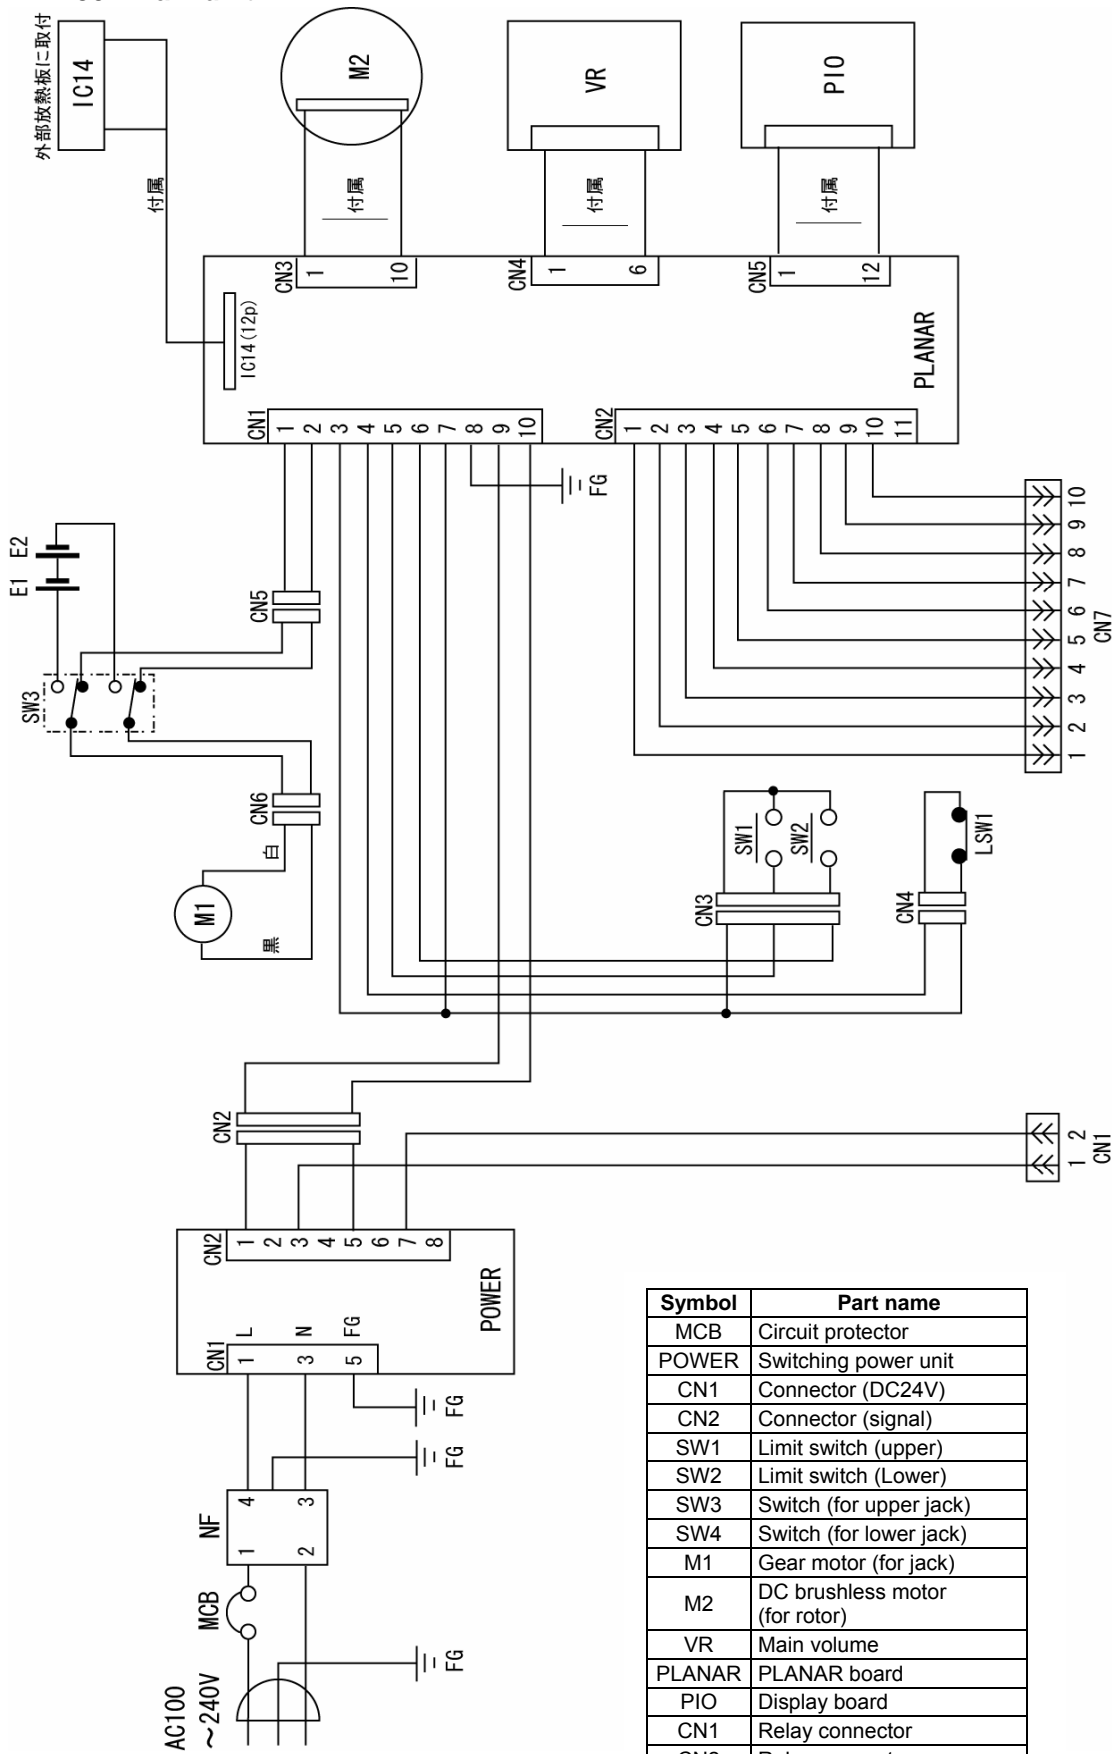 外部放熱板に取付
IC14
付属
M2
付属
VR
付属
PIO
付属
CN3
1
10
CN4
1
6
CN5
1
12
IC14(12p)
PLANAR
CN1
1
2
3
4
5
6
7
8
9
10
CN2
1
2
3
4
5
6
7
8
9
10
11
FG
E1
E2
SW3
CN5
CN6
白
黒
M1
1
2
3
4
5
6
7
8
9
10
CN7
CN3
SW1
SW2
CN4
LSW1
CN2
1
2
CN1
CN2
1
2
3
4
5
6
7
8
POWER
CN1
1
3
5
L
N
FG
FG
FG
NF
4
3
1
2
MCB
FG
AC100
～240V
Symbol Part name
MCB Circuit protector
POWER Switching power unit
CN1 Connector (DC24V)
CN2 Connector (signal)
SW1 Limit switch (upper)
SW2 Limit switch (Lower)
SW3 Switch (for upper jack)
SW4 Switch (for lower jack)
M1 Gear motor (for jack)
M2 DC brushless motor
(for rotor)
VR Main volume
PLANAR PLANAR board
PIO Display board
CN1 Relay connector